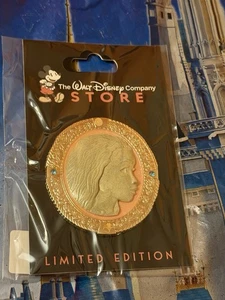 The WALT DISNEY Company
STORE
LIMITED EDITION